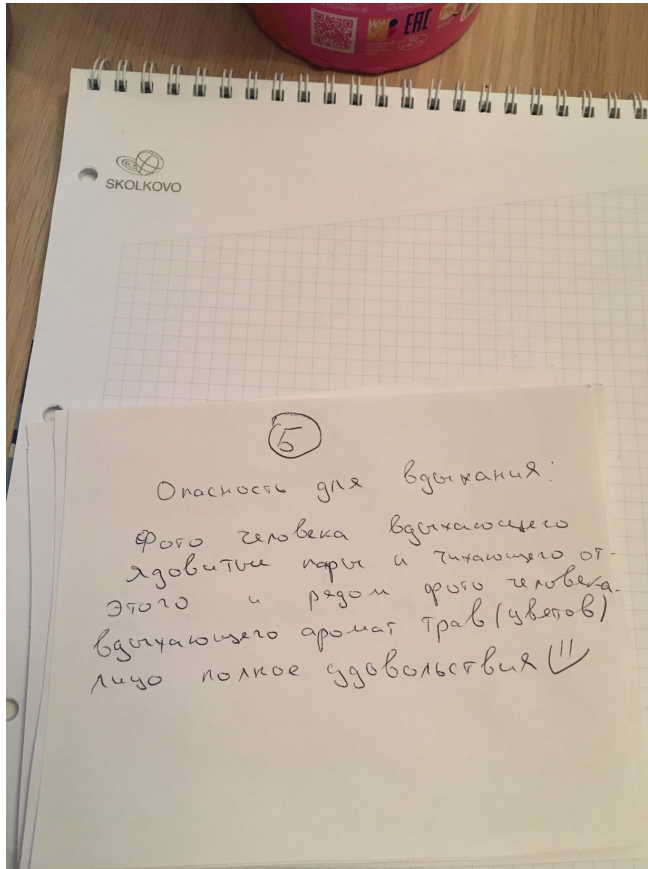 EAC
SKOLKOVO
5
Опасность для вдыхания:
Фото человека вдыхающего
ядовитые пары и чихающего от
этого и рядом фото человека
вдыхающего аромат трав (цветов)
лицо полное удовольствия